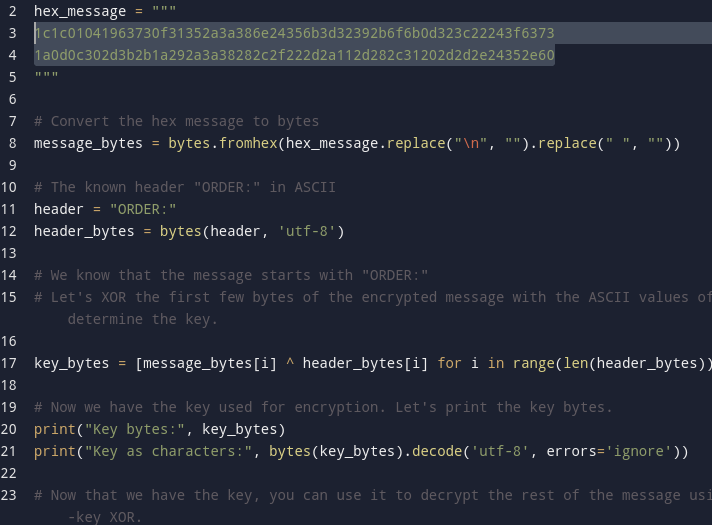 2 hex_message = """
3 1c1c01041963730f31352a3a386e24356b3d32392b6f6b0d323c22243f6373
4 1a0d0c302d3b2b1a292a3a38282c2f222d2a112d282c31202d2d2e24352e60
5 """
6
7 # Convert the hex message to bytes
8 message_bytes = bytes.fromhex(hex_message.replace("\n", "").replace(" ", ""))
9
10 # The known header "ORDER:" in ASCII
11 header = "ORDER:"
12 header_bytes = bytes(header, 'utf-8')
13
14 # We know that the message starts with "ORDER:"
15 # Let's XOR the first few bytes of the encrypted message with the ASCII values of
determine the key.
16
17 key_bytes = [message_bytes[i] ^ header_bytes[i] for i in range(len(header_bytes))
18
19 # Now we have the key used for encryption. Let's print the key bytes.
20 print("Key bytes:", key_bytes)
21 print("Key as characters:", bytes(key_bytes).decode('utf-8', errors='ignore'))
22
23 # Now that we have the key, you can use it to decrypt the rest of the message usi
-key XOR.